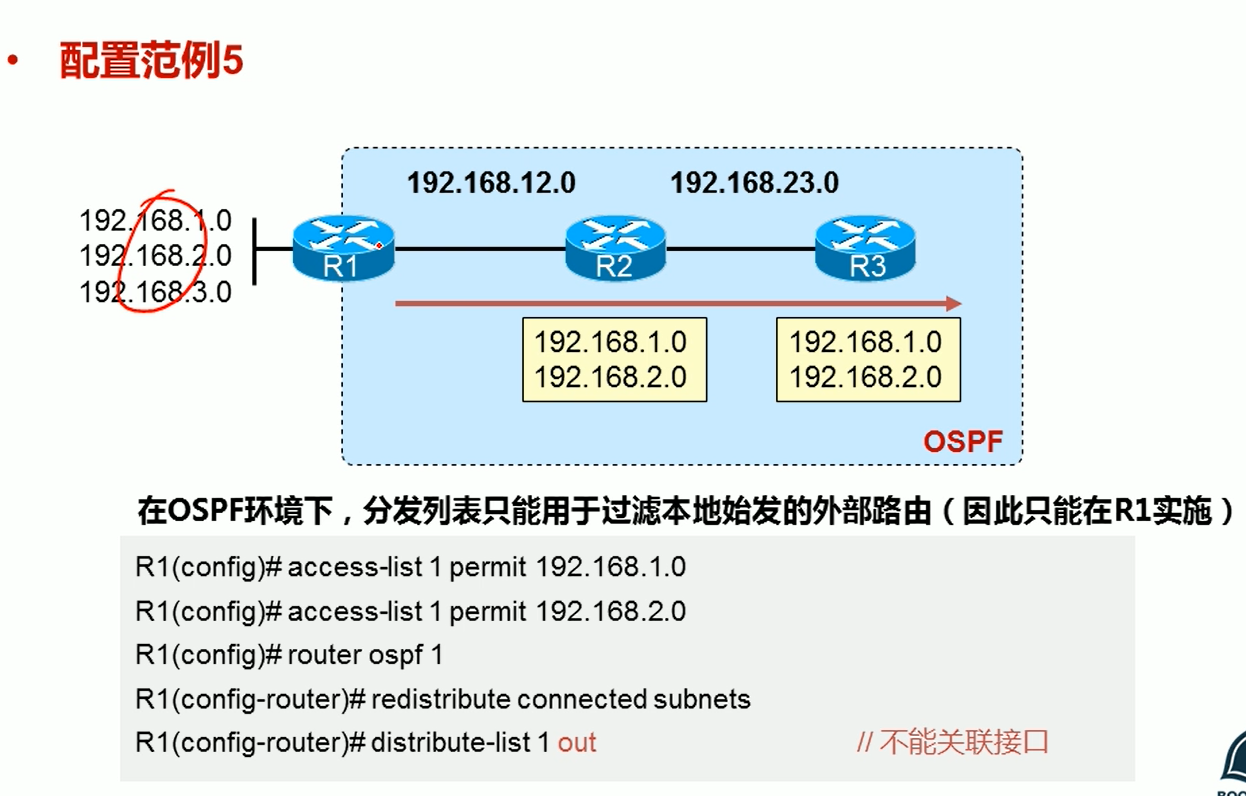 • 配置范例5
192.168.12.0 192.168.23.0
192.168.1.0
192.168.2.0
192.168.3.0
R1 R2 R3
192.168.1.0 192.168.1.0
192.168.2.0 192.168.2.0
OSPF
在OSPF环境下，分发列表只能用于过滤本地始发的外部路由（因此只能在R1实施）
R1(config)# access-list 1 permit 192.168.1.0
R1(config)# access-list 1 permit 192.168.2.0
R1(config)# router ospf 1
R1(config-router)# redistribute connected subnets
R1(config-router)# distribute-list 1 out // 不能关联接口